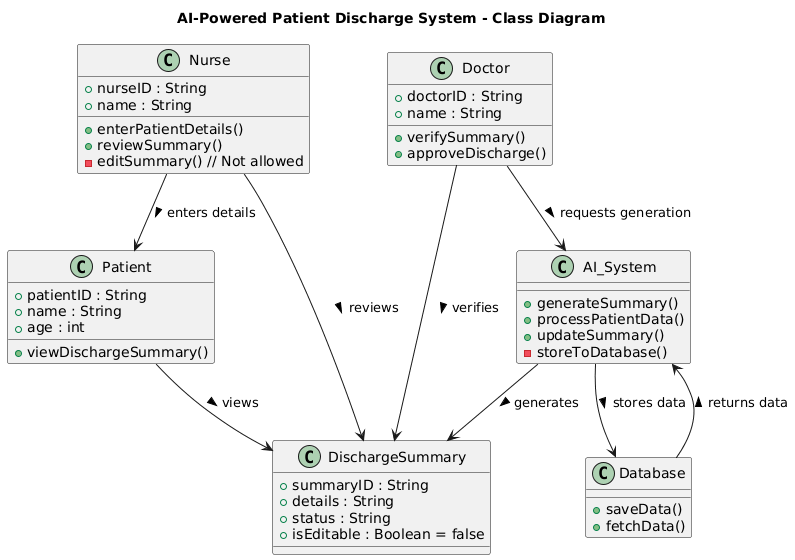 AI-Powered Patient Discharge System - Class Diagram
C Nurse
nurseID : String
name : String
enterPatientDetails()
reviewSummary()
editSummary() // Not allowed
C Doctor
doctorID : String
name : String
verifySummary()
approveDischarge()
enters details
requests generation
C Patient
patientID : String
name : String
age : int
viewDischargeSummary()
reviews
verifies
C AI_System
generateSummary()
processPatientData()
updateSummary()
storeToDatabase()
views
generates
stores data
returns data
C DischargeSummary
summaryID : String
details : String
status : String
isEditable : Boolean = false
C Database
saveData()
fetchData()